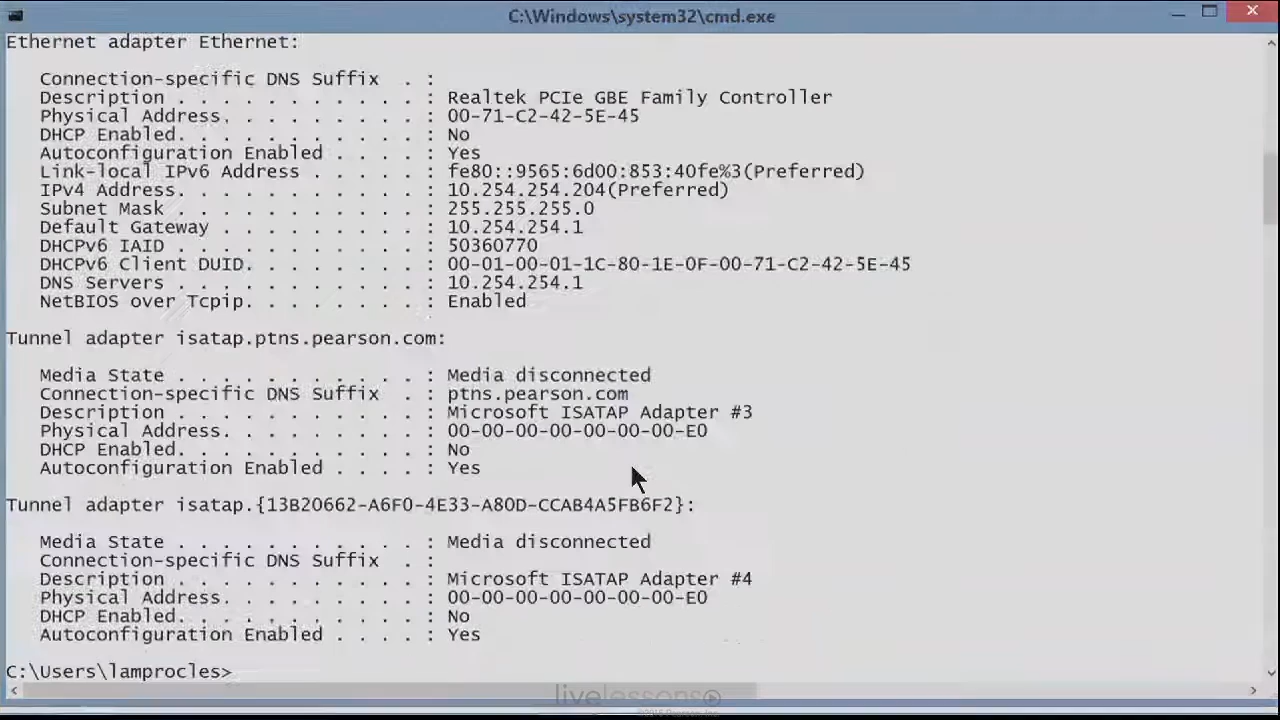 C:\Windows\system32\cmd.exe
Ethernet adapter Ethernet:
Connection-specific DNS Suffix . :
Description . . . . . . . . . . . : Realtek PCIe GBE Family Controller
Physical Address. . . . . . . . . : 00-71-C2-42-5E-45
DHCP Enabled. . . . . . . . . . . : No
Autoconfiguration Enabled . . . . : Yes
Link-local IPv6 Address . . . . . : fe80::9565:6d00:853:40fe%3(Preferred)
IPv4 Address. . . . . . . . . . . : 10.254.254.204(Preferred)
Subnet Mask . . . . . . . . . . . : 255.255.255.0
Default Gateway . . . . . . . . . : 10.254.254.1
DHCPv6 IAID . . . . . . . . . . . : 50360770
DHCPv6 Client DUID. . . . . . . . : 00-01-00-01-1C-80-1E-0F-00-71-C2-42-5E-45
DNS Servers . . . . . . . . . . . : 10.254.254.1
NetBIOS over Tcpip. . . . . . . . : Enabled
Tunnel adapter isatap.ptns.pearson.com:
Media State . . . . . . . . . . . : Media disconnected
Connection-specific DNS Suffix . : ptns.pearson.com
Description . . . . . . . . . . . : Microsoft ISATAP Adapter #3
Physical Address. . . . . . . . . : 00-00-00-00-00-00-00-E0
DHCP Enabled. . . . . . . . . . . : No
Autoconfiguration Enabled . . . . : Yes
Tunnel adapter isatap.{13B20662-A6F0-4E33-A80D-CCAB4A5FB6F2}:
Media State . . . . . . . . . . . : Media disconnected
Connection-specific DNS Suffix . :
Description . . . . . . . . . . . : Microsoft ISATAP Adapter #4
Physical Address. . . . . . . . . : 00-00-00-00-00-00-00-E0
DHCP Enabled. . . . . . . . . . . : No
Autoconfiguration Enabled . . . . : Yes
C:\Users\lamprocles>
livelessons